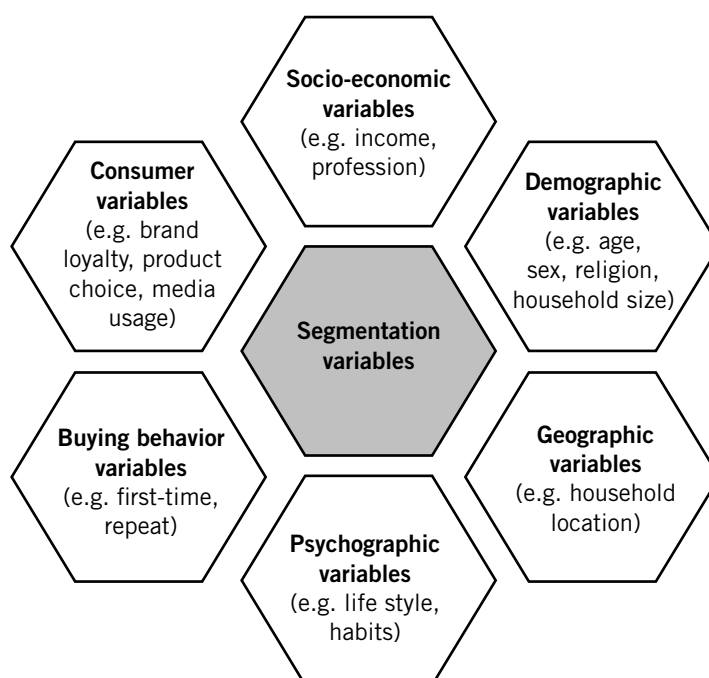 Socio-economic
variables
(e.g. income,
profession)
Consumer
variables
(e.g. brand
loyalty, product
choice, media
usage)
Demographic
variables
(e.g. age,
sex, religion,
household size)
Segmentation
variables
Buying behavior
variables
(e.g. first-time,
repeat)
Geographic
variables
(e.g. household
location)
Psychographic
variables
(e.g. life style,
habits)